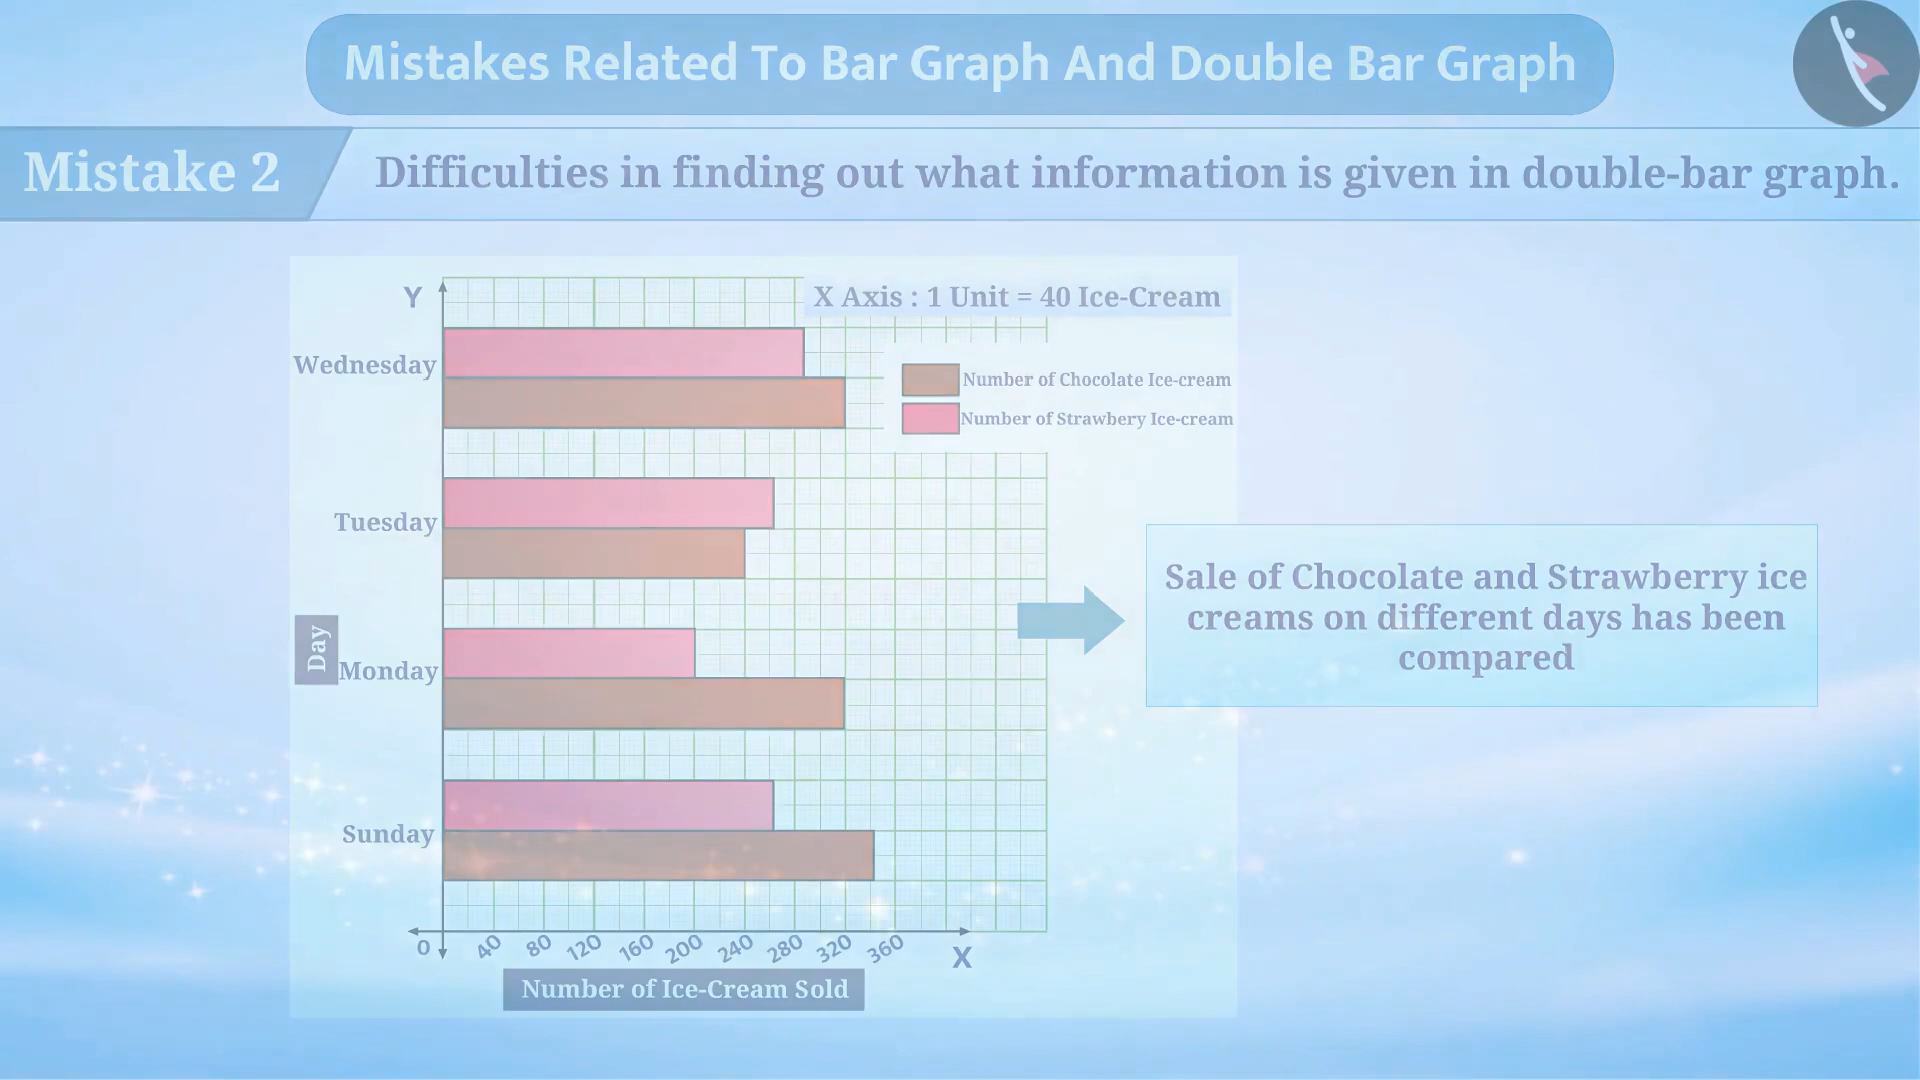 Mistakes Related To Bar Graph And Double Bar Graph
Mistake 2
Difficulties in finding out what information is given in double-bar graph.
Y
X Axis : 1 Unit = 40 Ice-Cream
Wednesday
Number of Chocolate Ice-cream
Number of Strawbery Ice-cream
Tuesday
Day
Monday
Sunday
Sale of Chocolate and Strawberry ice
creams on different days has been
compared
0 40 80 120 160 200 240 280 320 360
X
Number of Ice-Cream Sold